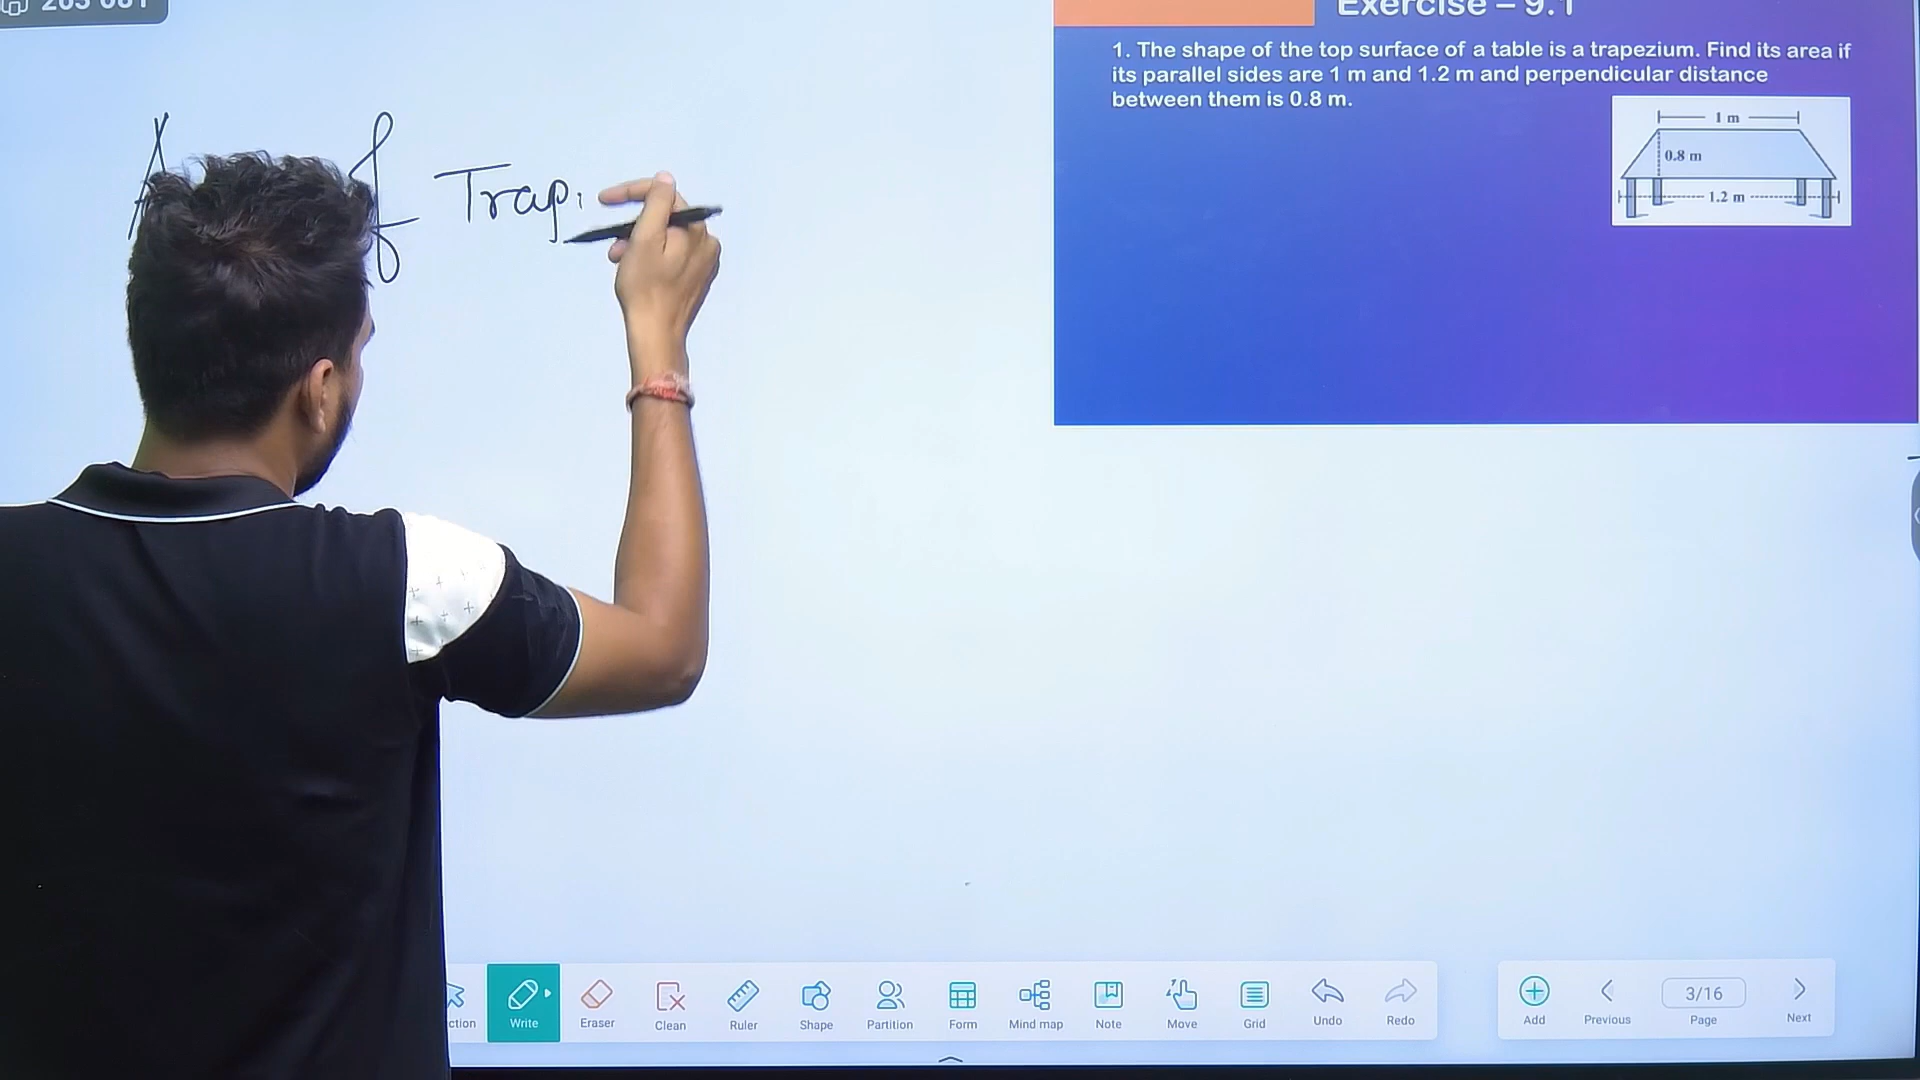 Exercise – 9.1
1. The shape of the top surface of a table is a trapezium. Find its area if
its parallel sides are 1 m and 1.2 m and perpendicular distance
between them is 0.8 m.
1 m
0.8 m
1.2 m
of Trap.
Write
Eraser
Clean
Ruler
Shape
Partition
Form
Mind map
Note
Move
Grid
Undo
Redo
Add
Previous
3/16
Page
Next